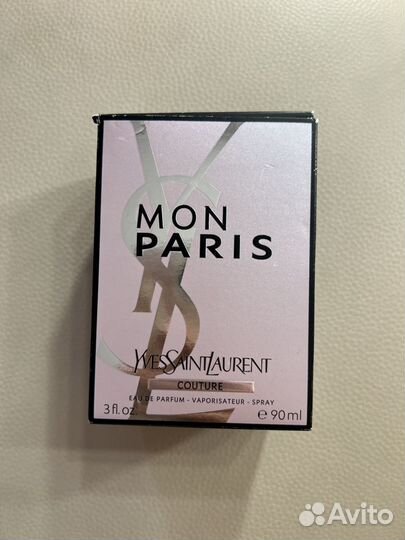 MON
PARIS
YVESSAINTLAURENT
COUTURE
EAU DE PARFUM - VAPORISATEUR - SPRAY
3 fl.oz. e 90 ml
Avito